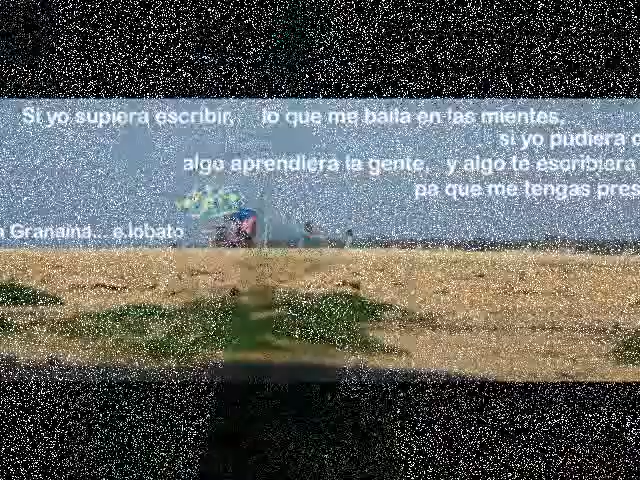 Si yo supiera escribir, lo que me baila en las mientes,
si yo pudiera
algo aprendiera la gente, y algo te escribiera
pa que me tengas pres
Granaina... e.lobato